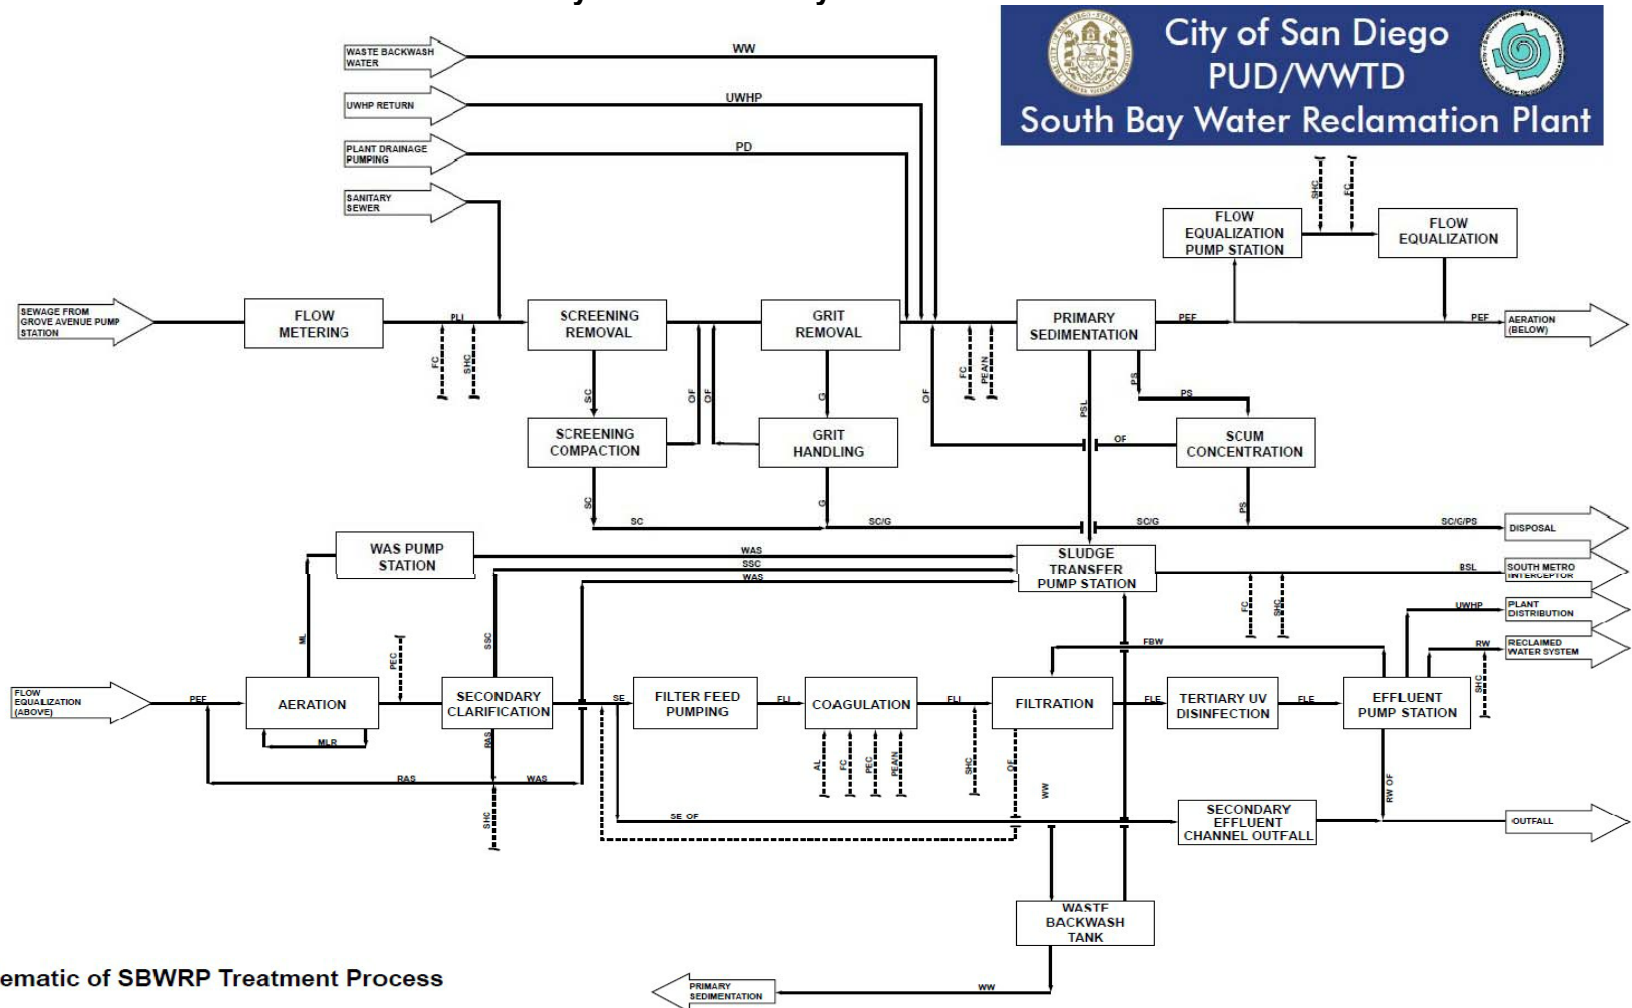 City of San Diego
PUD/WWTD
South Bay Water Reclamation Plant
WASTE BACKWASH
WATER
WW
UWHP RETURN
UWHP
PLANT DRAINAGE
PUMPING
PD
SANITARY
SEWER
SHC
FC
FLOW
EQUALIZATION
PUMP STATION
FLOW
EQUALIZATION
SEWAGE FROM
GROVE AVENUE PUMP
STATION
FLOW
METERING
PLI
SCREENING
REMOVAL
GRIT
REMOVAL
PRIMARY
SEDIMENTATION
PEF
PEF
AERATION
(BELOW)
FC
SHC
S/C
OF
OF
G
OF
FC
PEA/N
PSL
PS
PS
SCREENING
COMPACTION
GRIT
HANDLING
OF
SCUM
CONCENTRATION
SC
G
PS
SC
SC/G
SC/G
SC/G/PS
DISPOSAL
WAS PUMP
STATION
WAS
SSC
WAS
SLUDGE
TRANSFER
PUMP STATION
BSL
SOUTH METRO
INTERCEPTOR
FC
SHC
UWHP
PLANT
DISTRIBUTION
ML
PEC
SSC
FBW
RW
RECLAIMED
WATER SYSTEM
SHC
FLOW
EQUALIZATION
(ABOVE)
PEF
AERATION
SECONDARY
CLARIFICATION
SE
FILTER FEED
PUMPING
FLI
COAGULATION
FLI
FILTRATION
FLE
TERTIARY UV
DISINFECTION
FLE
EFFLUENT
PUMP STATION
MLR
RAS
RAS
WAS
SHC
AL
FC
PEC
PEA/N
SHC
OF
WW
RW OF
SE OF
SECONDARY
EFFLUENT
CHANNEL OUTFALL
OUTFALL
WASTE
BACKWASH
TANK
ematic of SBWRP Treatment Process
PRIMARY
SEDIMENTATION
WW